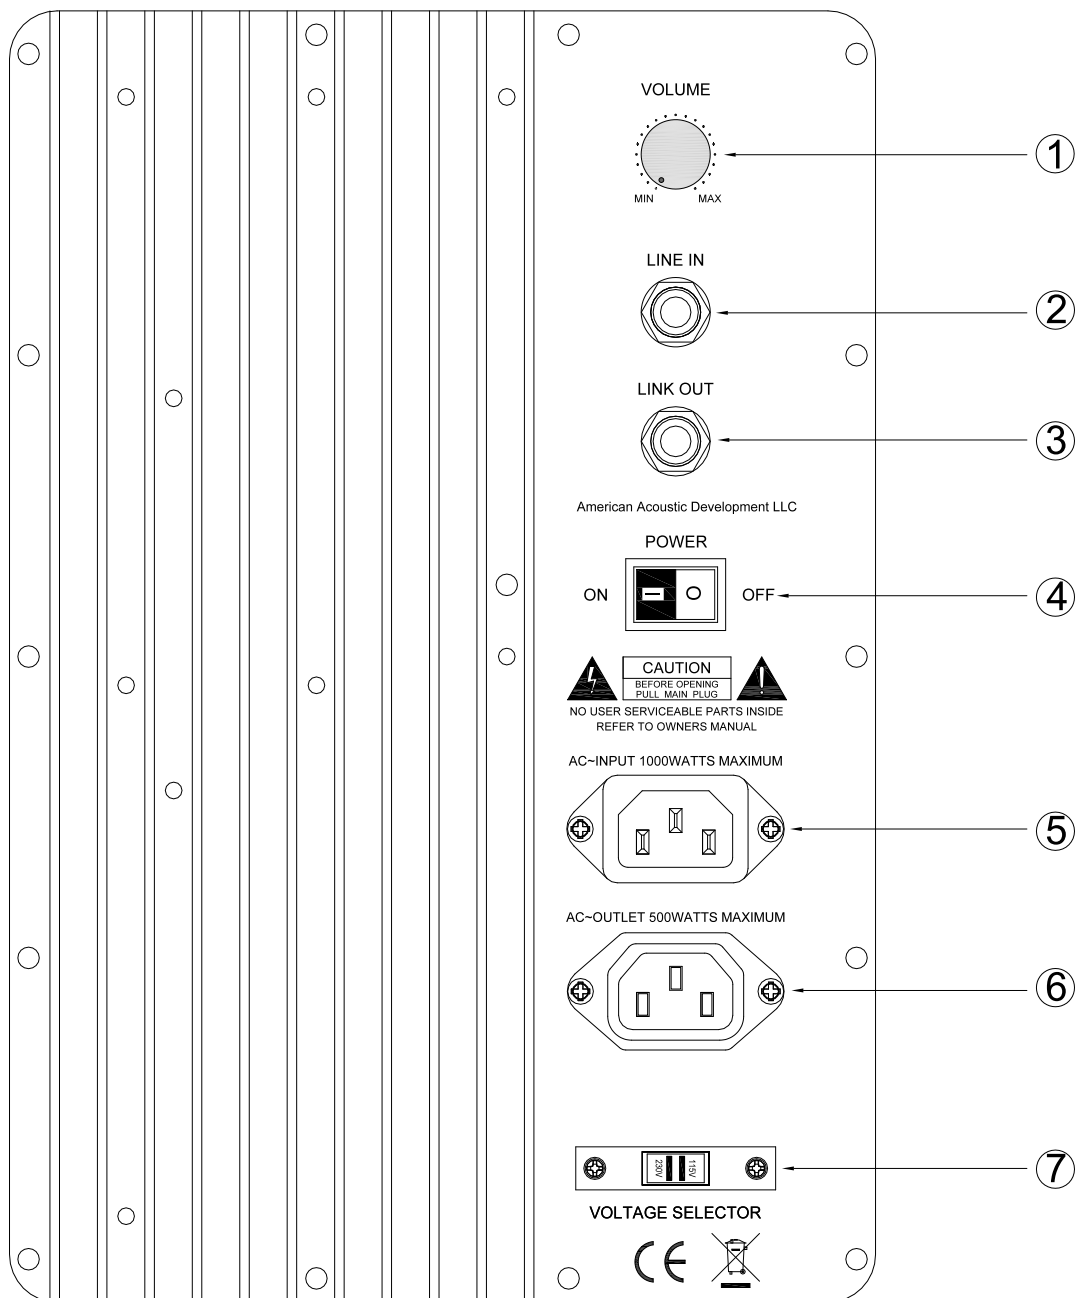 VOLUME
①
MIN MAX
LINE IN
②
LINK OUT
③
American Acoustic Development LLC
POWER
ON OFF
④
CAUTION
BEFORE OPENING
PULL MAIN PLUG
NO USER SERVICEABLE PARTS INSIDE
REFER TO OWNERS MANUAL
AC~INPUT 1000WATTS MAXIMUM
⑤
AC~OUTLET 500WATTS MAXIMUM
⑥
230V 115V
⑦
VOLTAGE SELECTOR
CE